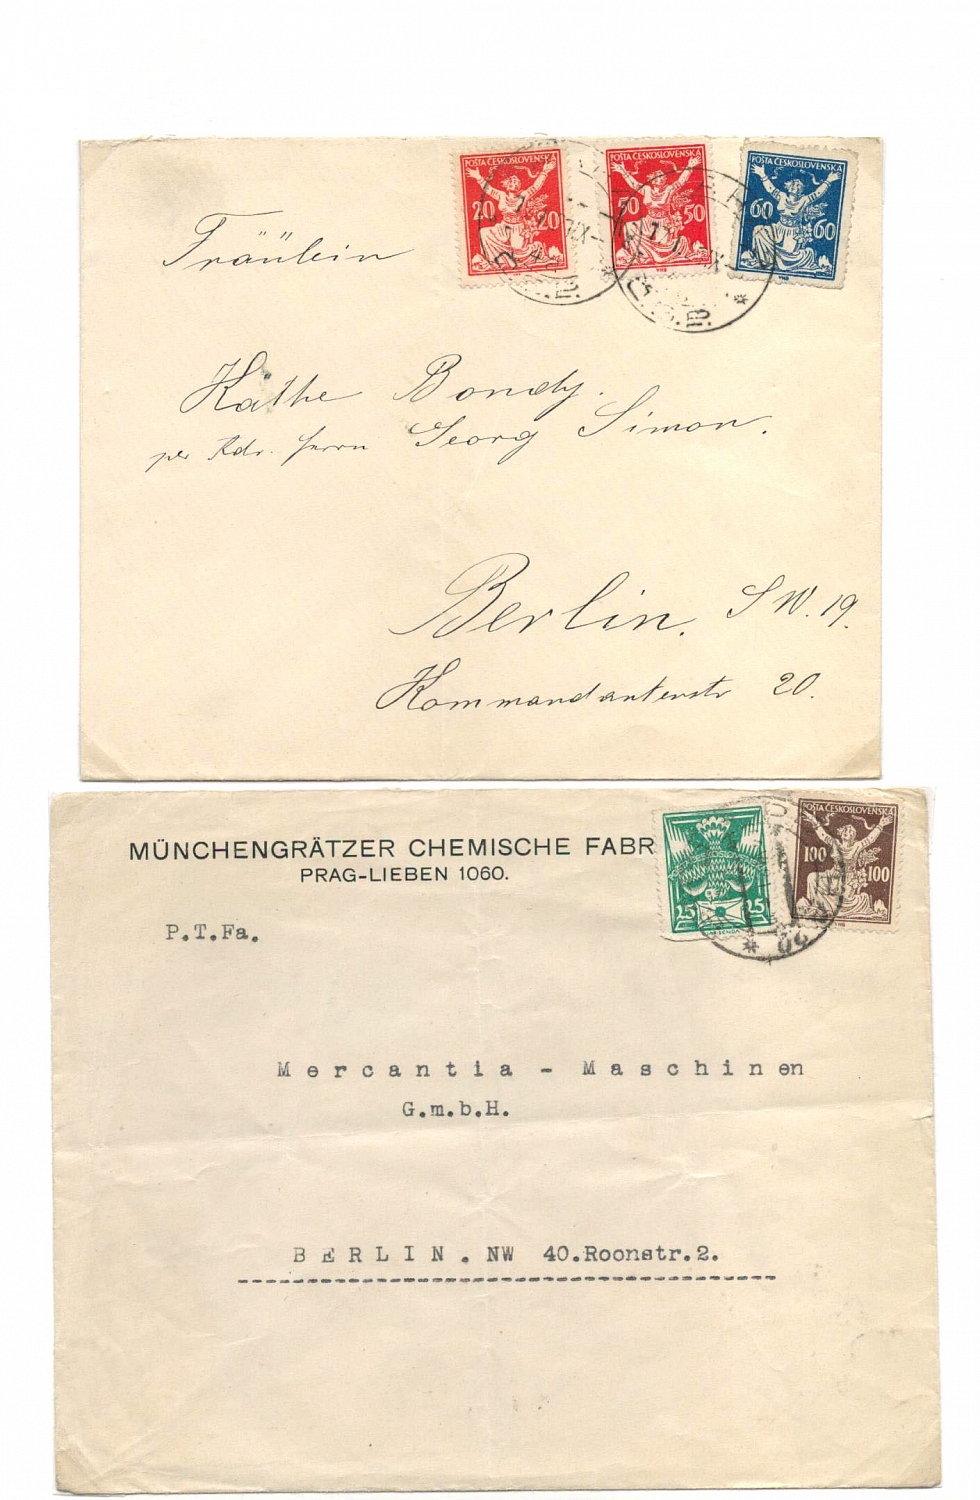 POSTA ČESKOSLOVENSKÁ
20 20
POSTA ČESKOSLOVENSKÁ
50 50
POSTA ČESKOSLOVENSKÁ
60 60
Fräulein
Käthe Bondy.
per Adr. Herrn Georg Simon.
Berlin. S W. 19.
Kommandantenstr 20.
MÜNCHENGRÄTZER CHEMISCHE FABR
PRAG-LIEBEN 1060.
25 25
POSTA ČESKOSLOVENSKÁ
100 100
P.T.Fa.
Mercantia - Maschinen
G.m.b.H.
BERLIN. NW 40.Roonstr.2.